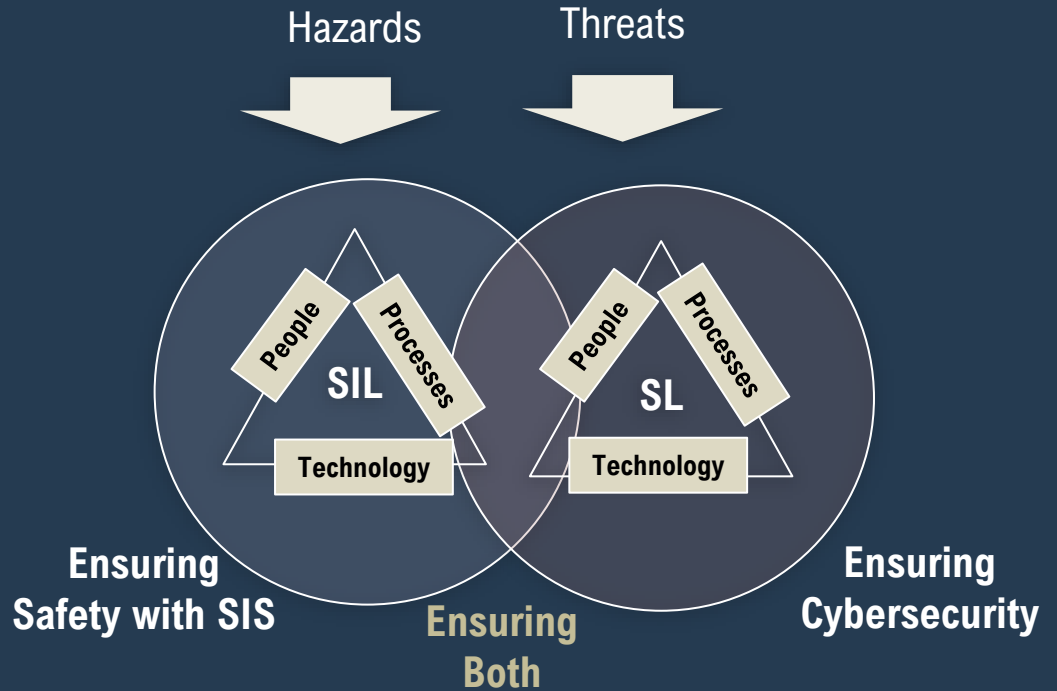 Hazards
Threats
People
Processes
SIL
Technology
People
Processes
SL
Technology
Ensuring
Safety with SIS
Ensuring
Both
Ensuring
Cybersecurity